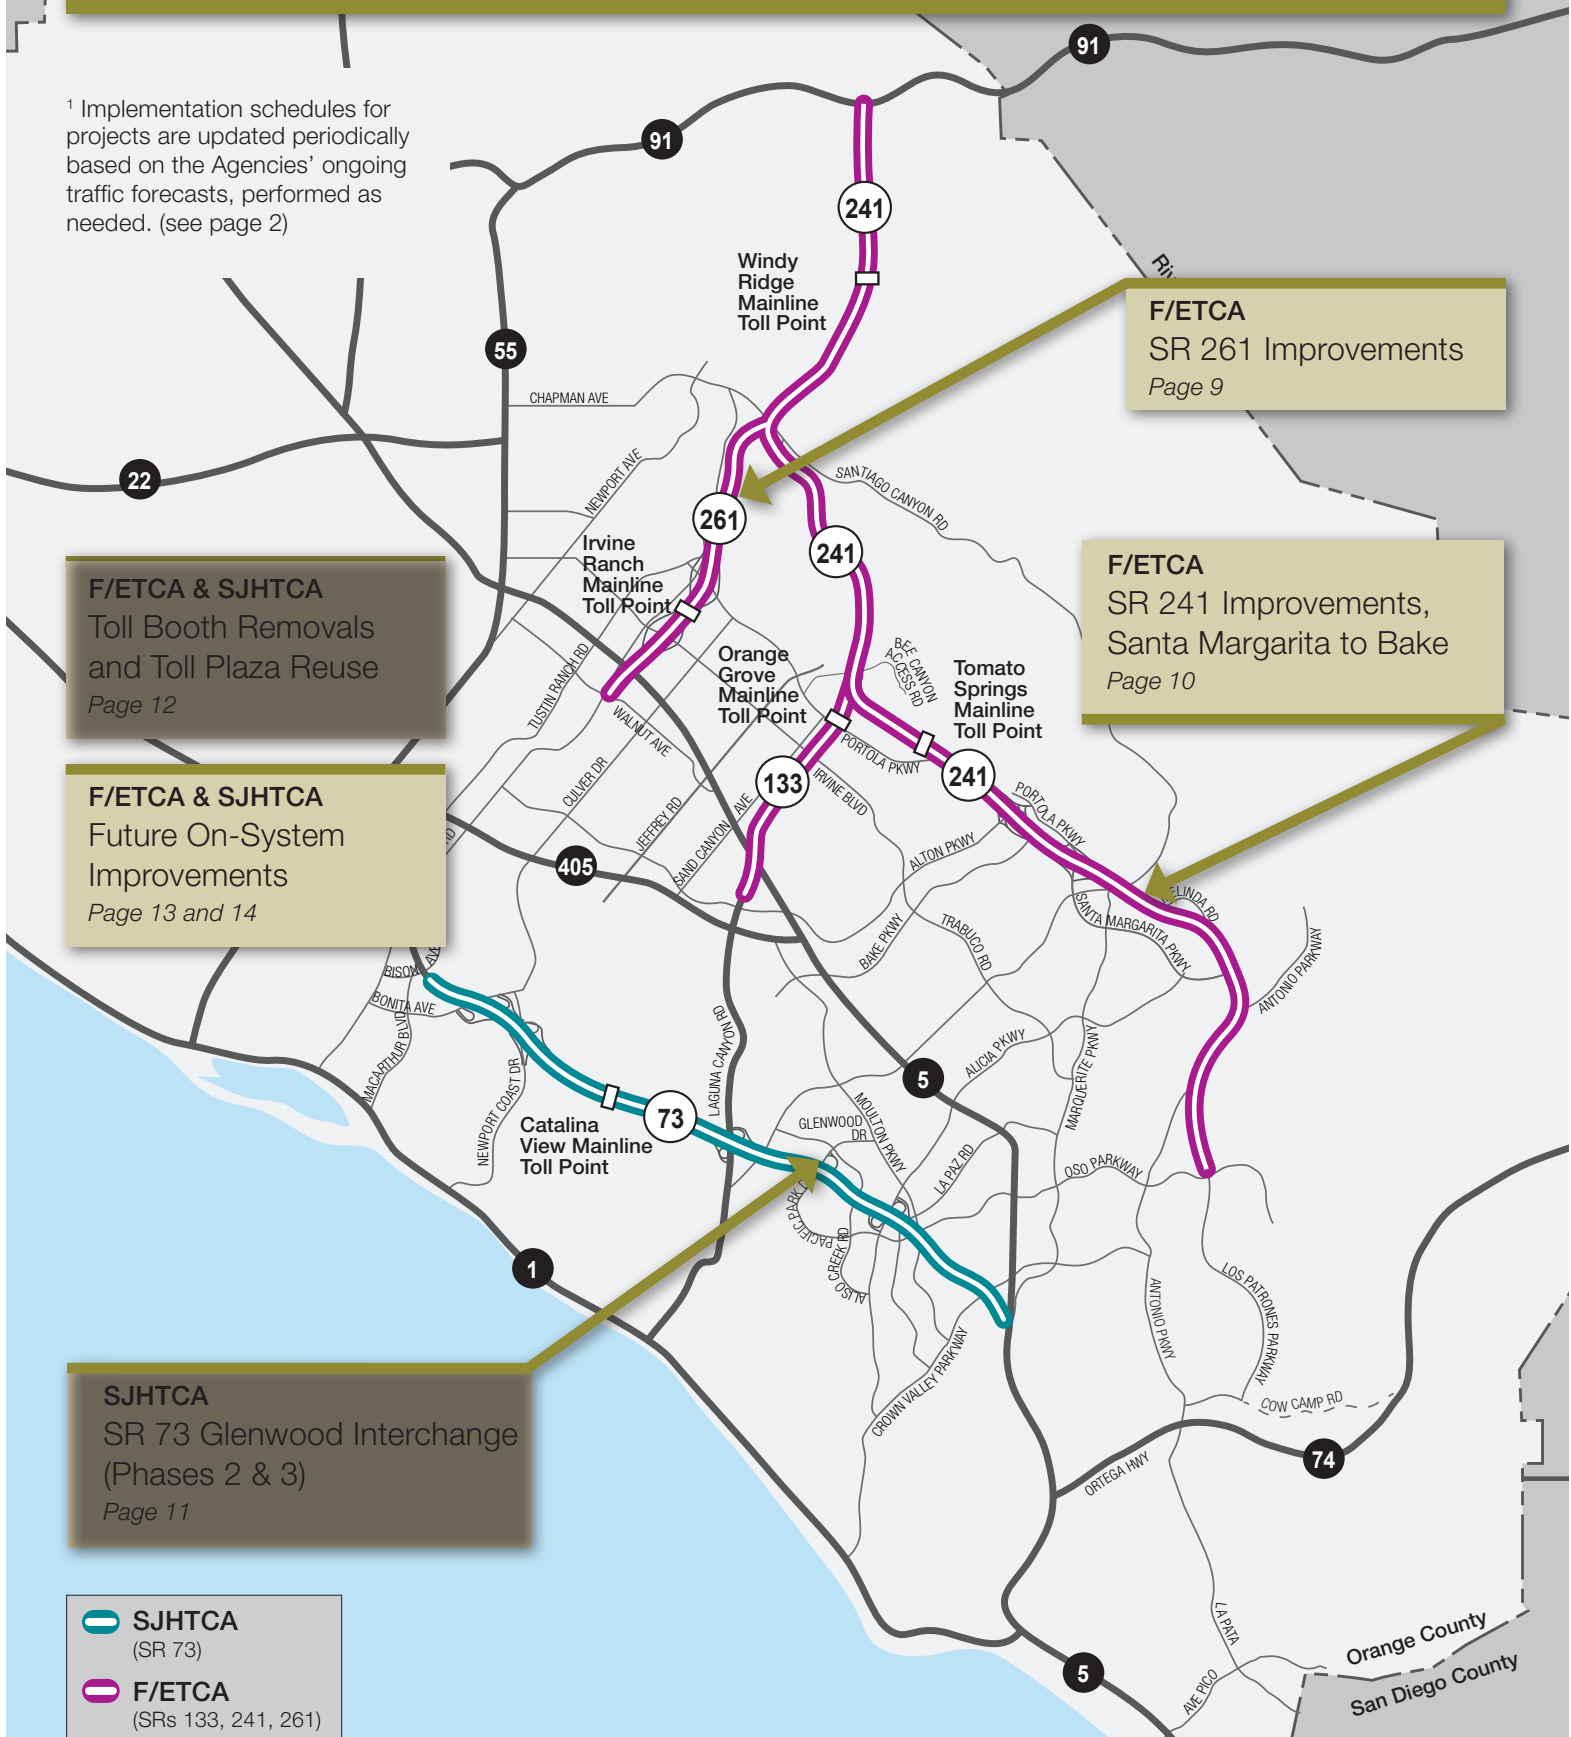 91
¹ Implementation schedules for
projects are updated periodically
based on the Agencies’ ongoing
traffic forecasts, performed as
needed. (see page 2)
91
241
Windy
Ridge
Mainline
Toll Point
F/ETCA
SR 261 Improvements
Page 9
55
CHAPMAN AVE
22
NEWPORT AVE
SANTIAGO CANYON RD
261
241
Irvine
Ranch
Mainline
Toll Point
F/ETCA
SR 241 Improvements,
Santa Margarita to Bake
Page 10
F/ETCA & SJHTCA
Toll Booth Removals
and Toll Plaza Reuse
Page 12
BEE CANYON
ACCESS RD
Orange
Grove
Mainline
Toll Point
Tomato
Springs
Mainline
Toll Point
TUSTIN RANCH RD
WALNUT AVE
PORTOLA PKWY
133
241
IRVINE BLVD
CULVER DR
JEFFREY RD
SAND CANYON AVE
PORTOLA PKWY
ALTON PKWY
F/ETCA & SJHTCA
Future On-System
Improvements
Page 13 and 14
RD
405
SANTA MARGARITA PKWY
BAKE PKWY
TRABUCO RD
ANTONIO PARKWAY
AVE
BONITA AVE
MACARTHUR BLVD
NEWPORT COAST DR
LAGUNA CANYON RD
ALICIA PKWY
MARQUERITE PKWY
5
Catalina
View Mainline
Toll Point
73
GLENWOOD
DR
MOULTON PKWY
LA PAZ RD
OSO PARKWAY
ALISO CREEK RD
1
LOS PATRONES PARKWAY
ANTONIO PKWY
CROWN VALLEY PARKWAY
COW CAMP RD
SJHTCA
SR 73 Glenwood Interchange
(Phases 2 & 3)
Page 11
74
ORTEGA HWY
SJHTCA
(SR 73)
F/ETCA
(SRs 133, 241, 261)
LA PATA
AVE PICO
5
Orange County
San Diego County